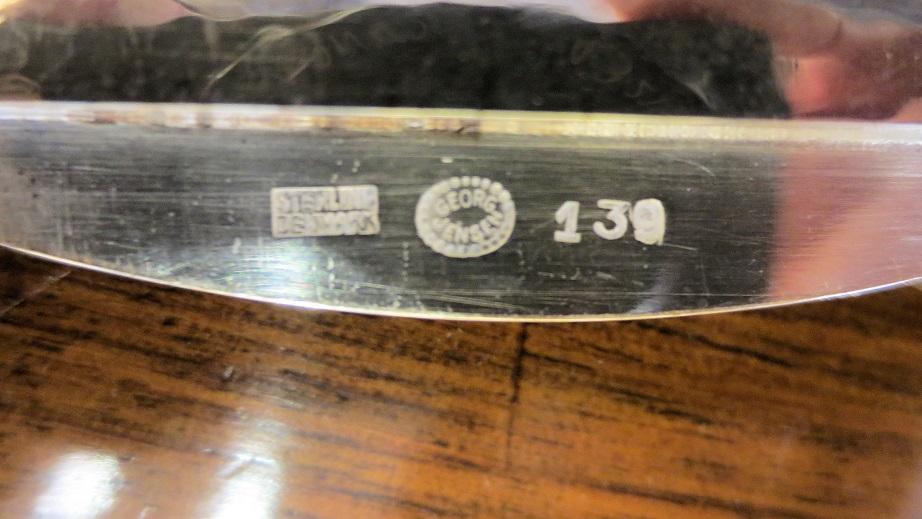 STERLING
DENMARK
GEORG
JENSEN
139